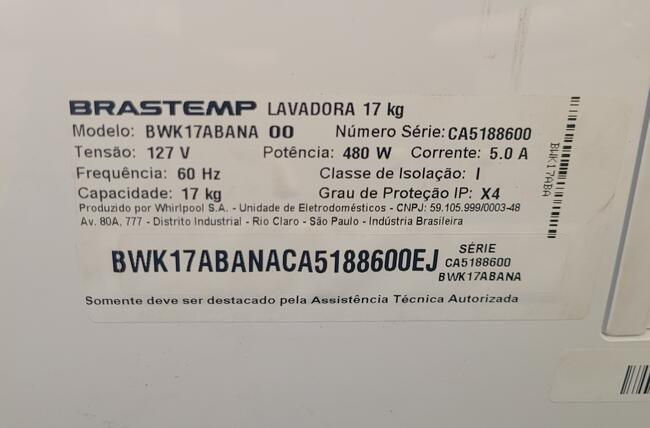 BRASTEMP LAVADORA 17 kg
Modelo: BWK17ABANA 00 Número Série: CA5188600
Tensão: 127 V Potência: 480 W Corrente: 5.0 A
Frequência: 60 Hz Classe de Isolação: I
Capacidade: 17 kg Grau de Proteção IP: X4
Produzido por Whirlpool S.A. - Unidade de Eletrodomésticos - CNPJ: 59.105.999/0003-48
Av. 80A, 777 - Distrito Industrial - Rio Claro - São Paulo - Indústria Brasileira
BWK17ABANACA5188600EJ
SÉRIE
CA5188600
BWK17ABANA
Somente deve ser destacado pela Assistência Técnica Autorizada
BWK17ABA